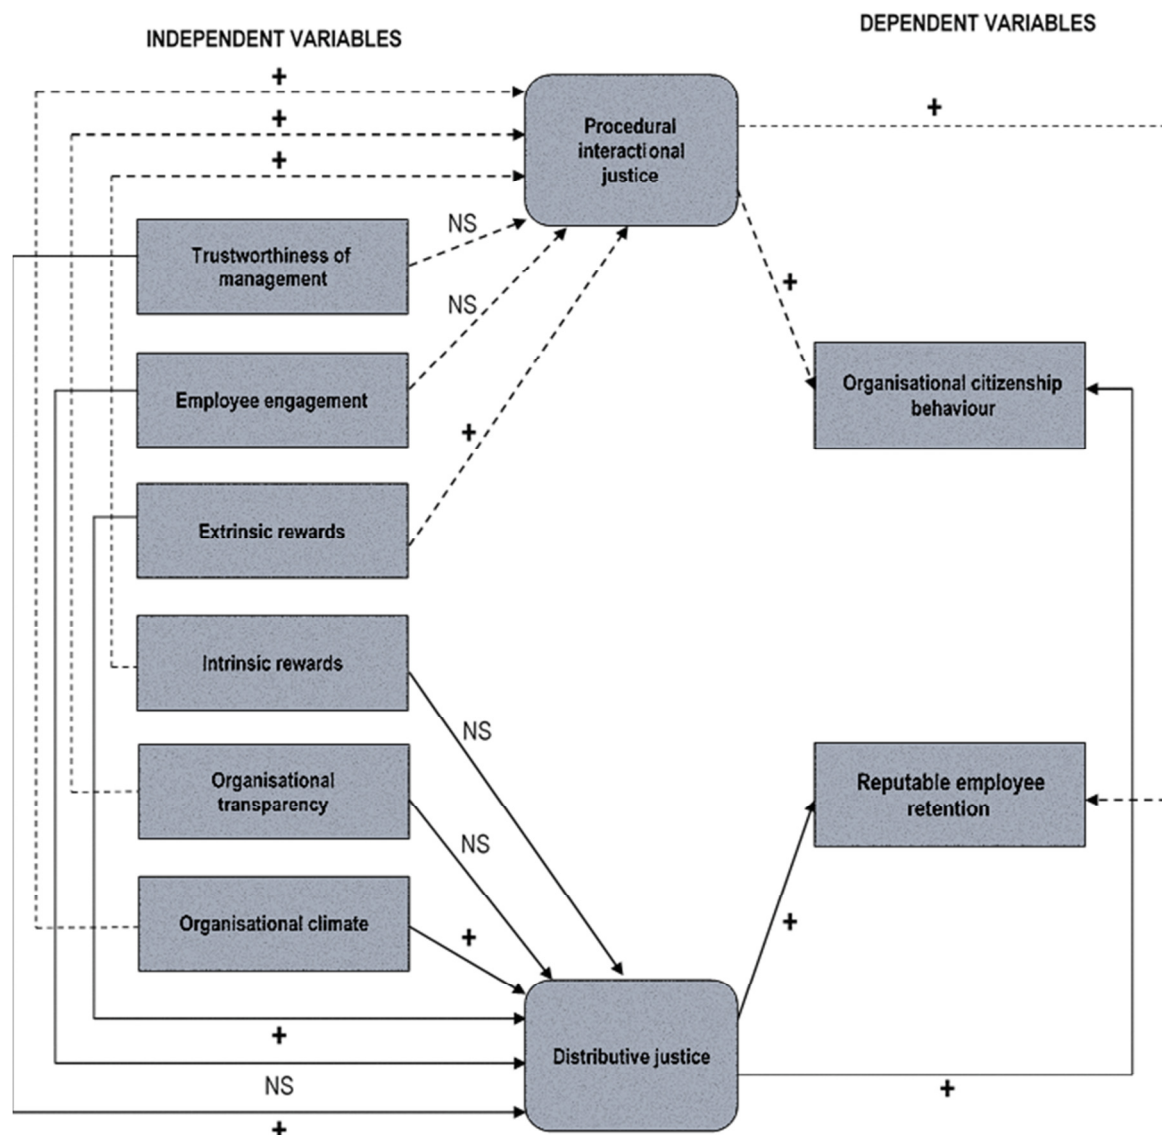 INDEPENDENT VARIABLES
DEPENDENT VARIABLES
+
+
+
+
Procedural
interactional
justice
NS
Trustworthiness of
management
+
NS
Employee engagement
Organisational citizenship
behaviour
+
Extrinsic rewards
Intrinsic rewards
NS
Organisational
transparency
Reputable employee
retention
NS
Organisational climate
+
+
+
Distributive justice
NS
+
+